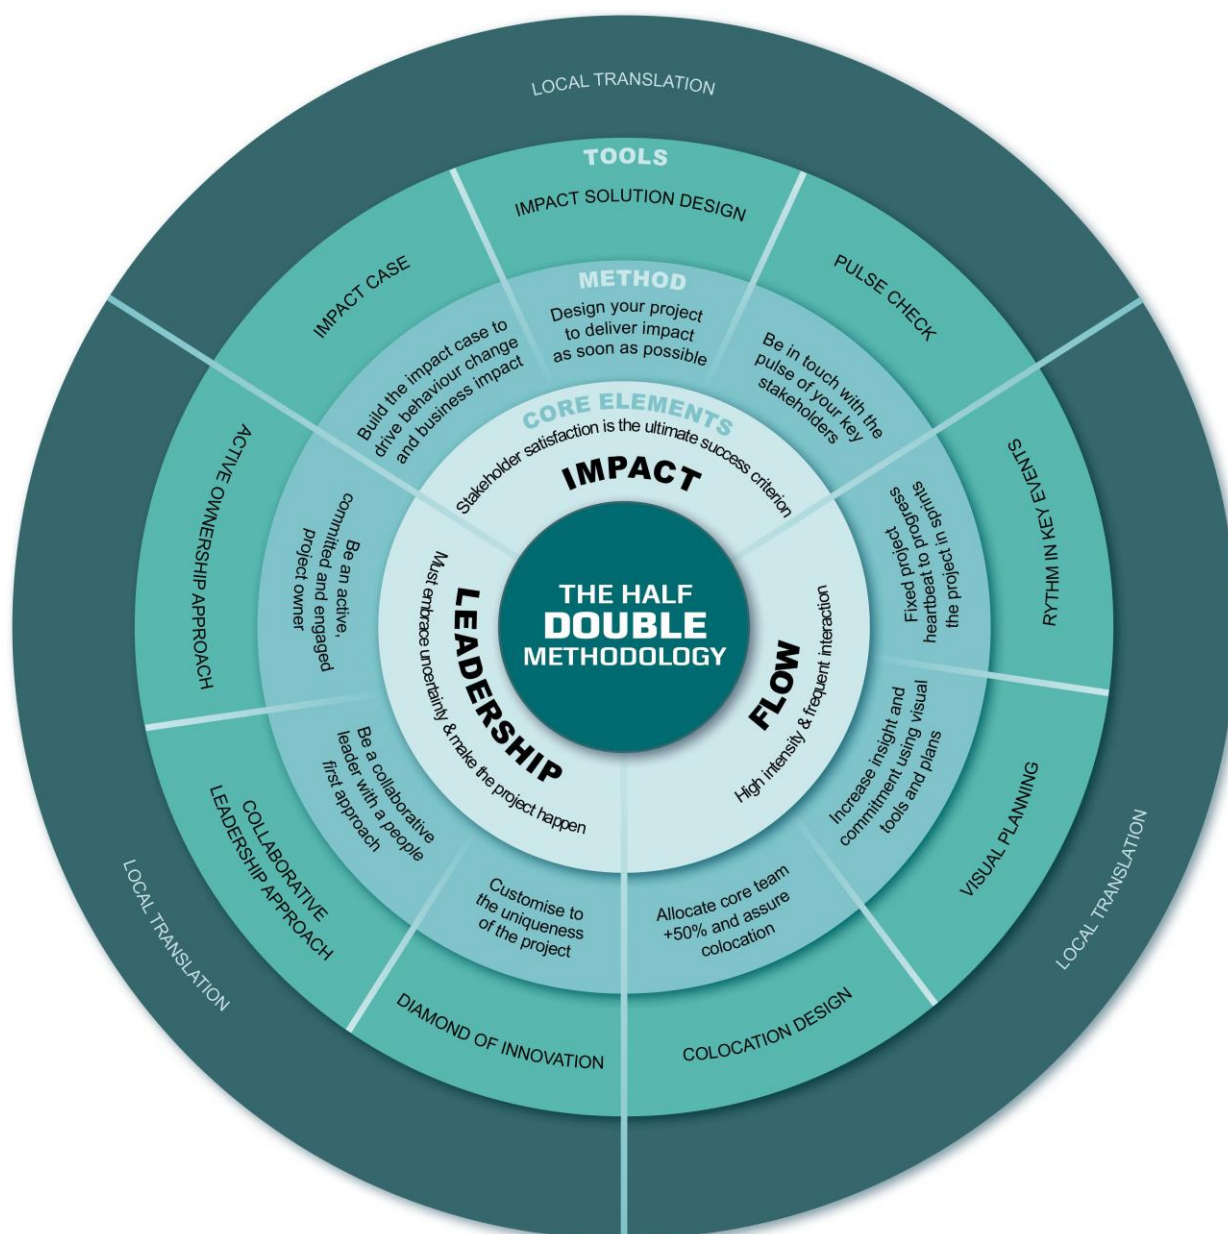 LOCAL TRANSLATION
TOOLS
IMPACT SOLUTION DESIGN
IMPACT CASE
PULSE CHECK
METHOD
Design your project
to deliver impact
as soon as possible
Build the impact case to
drive behaviour change
and business impact
Be in touch with the
pulse of your key
stakeholders
CORE ELEMENTS
Stakeholder satisfaction is the ultimate success criterion
IMPACT
THE HALF
DOUBLE
METHODOLOGY
FLOW
High intensity & frequent interaction
Fixed project
heartbeat to progress
the project in sprints
RYTHM IN KEY EVENTS
Increase insight and
commitment using visual
tools and plans
VISUAL PLANNING
Allocate core team
+50% and assure
colocation
COLOCATION DESIGN
LOCAL TRANSLATION
LEADERSHIP
Must embrace uncertainty & make the project happen
Be an active,
committed and engaged
project owner
ACTIVE OWNERSHIP APPROACH
Be a collaborative
leader with a people
first approach
COLLABORATIVE
LEADERSHIP APPROACH
Customise to
the uniqueness
of the project
DIAMOND OF INNOVATION
LOCAL TRANSLATION